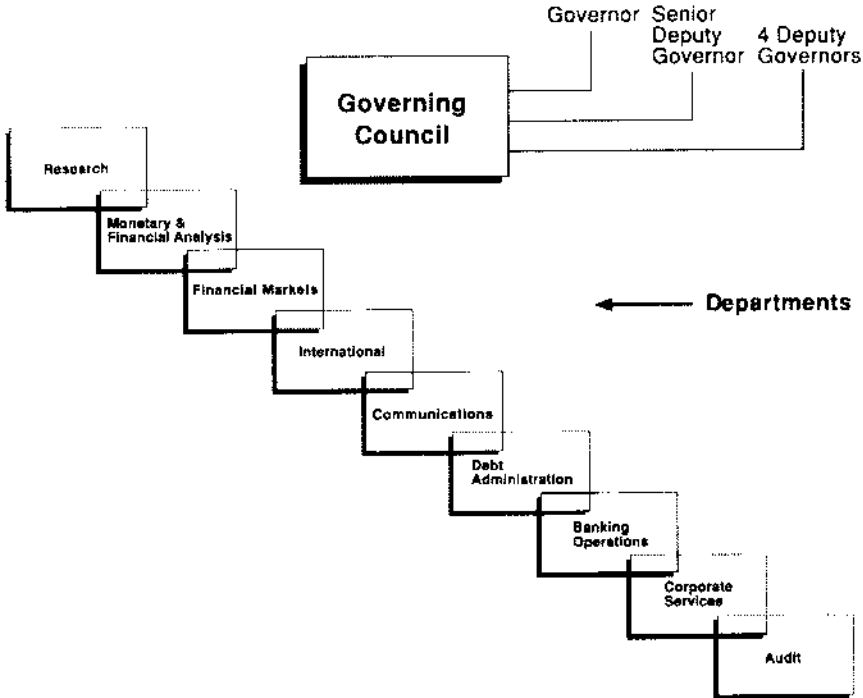 Governor
Senior
Deputy
Governor
4 Deputy
Governors
Governing
Council
Research
Monetary &
Financial Analysis
Financial Markets
Departments
International
Communications
Debt
Administration
Banking
Operations
Corporate
Services
Audit